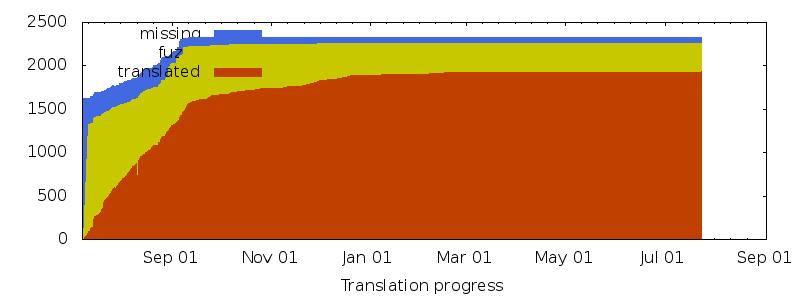 2500
2000
1500
1000
500
0
missing
fuz
translated
Sep 01 Nov 01 Jan 01 Mar 01 May 01 Jul 01 Sep 01
Translation progress